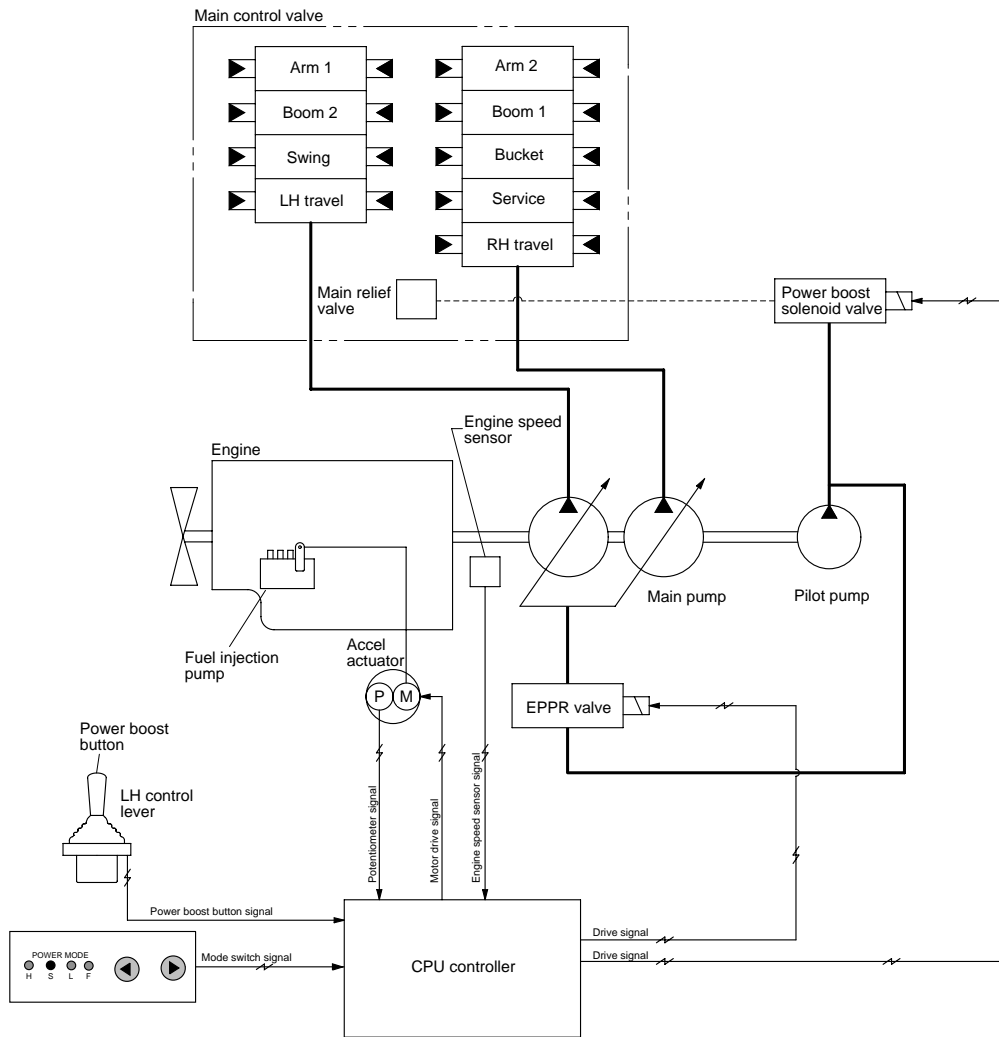 Main control valve
Arm 1
Boom 2
Swing
LH travel
Arm 2
Boom 1
Bucket
Service
RH travel
Main relief
valve
Power boost
solenoid valve
Engine speed
sensor
Engine
Fuel injection
pump
Accel
actuator
P
M
Main pump
Pilot pump
EPPR valve
Power boost
button
LH control
lever
Potentiometer signal
Motor drive signal
Engine speed sensor signal
Power boost button signal
POWER MODE
H S L F
Mode switch signal
CPU controller
Drive signal
Drive signal